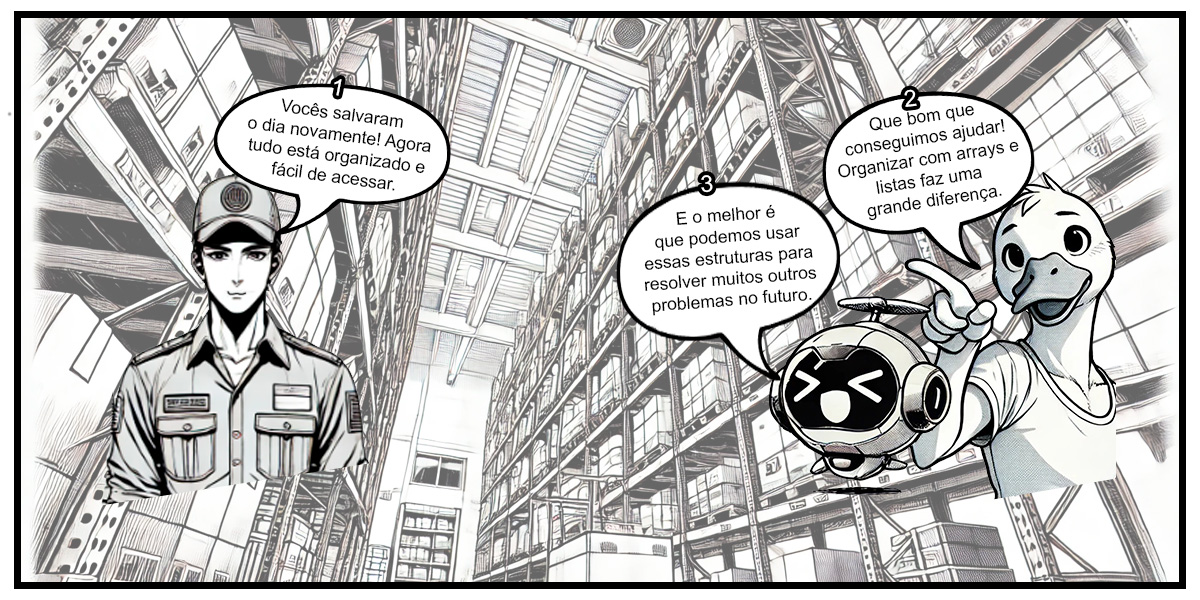 1
Vocês salvaram
o dia novamente! Agora
tudo está organizado e
fácil de acessar.
2
Que bom que
conseguimos ajudar!
Organizar com arrays e
listas faz uma
grande diferença.
3
E o melhor é
que podemos usar
essas estruturas para
resolver muitos outros
problemas no futuro.